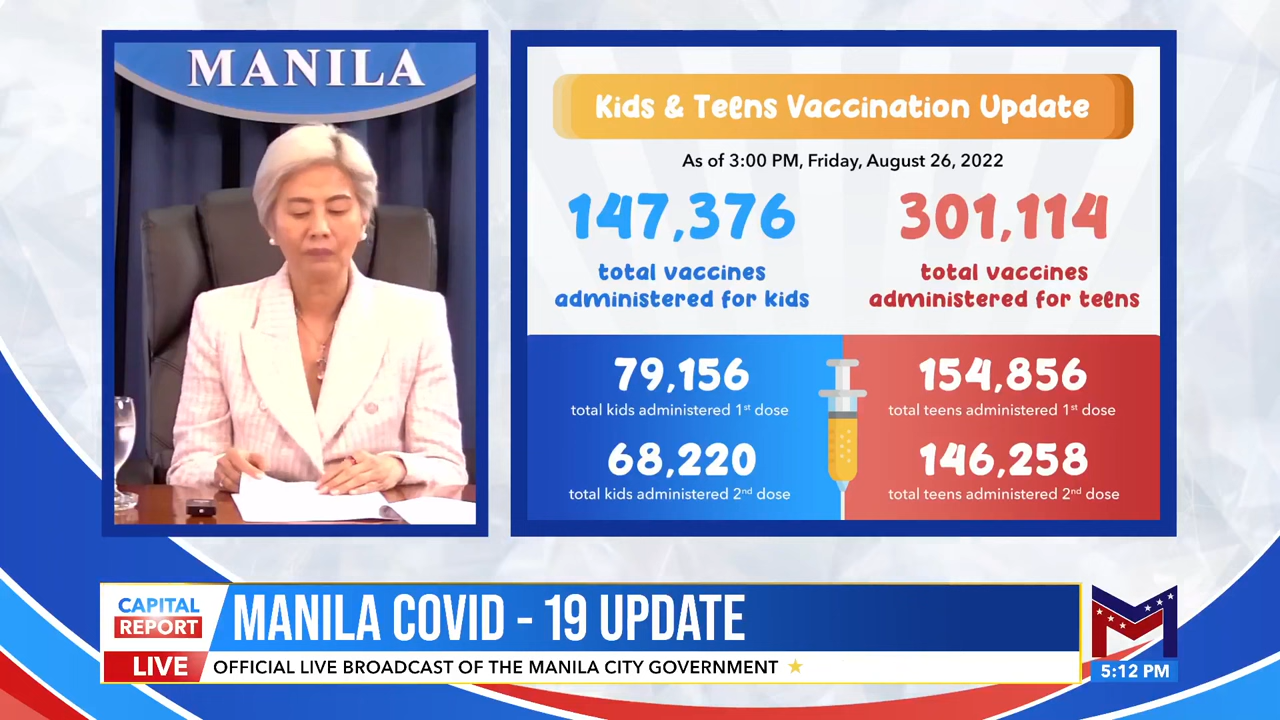 MANILA
Kids & Teens Vaccination Update
As of 3:00 PM, Friday, August 26, 2022
147,376
total vaccines
administered for kids
301,114
total vaccines
administered for teens
79,156
total kids administered 1st dose
68,220
total kids administered 2nd dose
154,856
total teens administered 1st dose
146,258
total teens administered 2nd dose
CAPITAL
REPORT
MANILA COVID - 19 UPDATE
LIVE
OFFICIAL LIVE BROADCAST OF THE MANILA CITY GOVERNMENT
M
5:12 PM